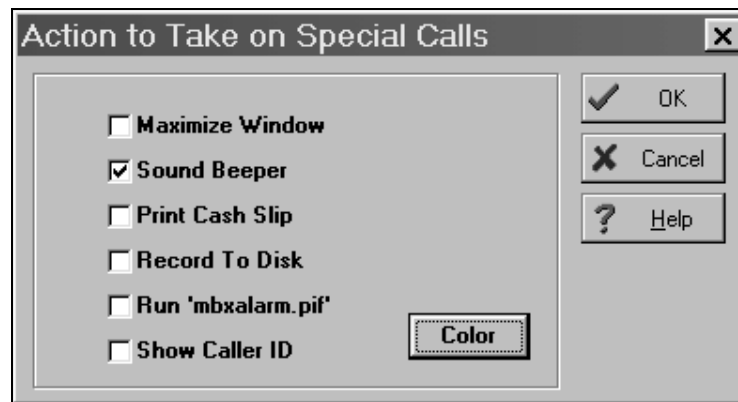 Action to Take on Special Calls
Maximize Window
Sound Beeper
Print Cash Slip
Record To Disk
Run 'mbxalarm.pif'
Show Caller ID
Color
OK
Cancel
Help